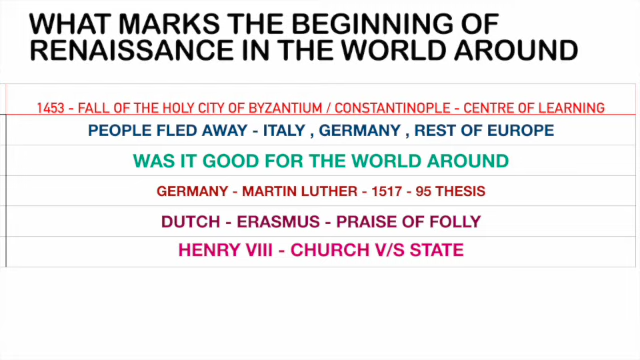 WHAT MARKS THE BEGINNING OF
RENAISSANCE IN THE WORLD AROUND
1453 - FALL OF THE HOLY CITY OF BYZANTIUM / CONSTANTINOPLE - CENTRE OF LEARNING
PEOPLE FLED AWAY - ITALY , GERMANY , REST OF EUROPE
WAS IT GOOD FOR THE WORLD AROUND
GERMANY - MARTIN LUTHER - 1517 - 95 THESIS
DUTCH - ERASMUS - PRAISE OF FOLLY
HENRY VIII - CHURCH V/S STATE